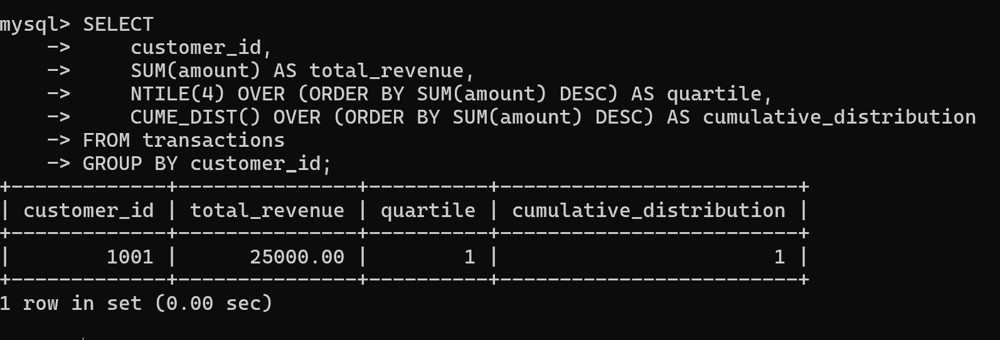 mysql> SELECT
    ->     customer_id,
    ->     SUM(amount) AS total_revenue,
    ->     NTILE(4) OVER (ORDER BY SUM(amount) DESC) AS quartile,
    ->     CUME_DIST() OVER (ORDER BY SUM(amount) DESC) AS cumulative_distribution
    -> FROM transactions
    -> GROUP BY customer_id;
+-------------+---------------+----------+-------------------------+
| customer_id | total_revenue | quartile | cumulative_distribution |
+-------------+---------------+----------+-------------------------+
|        1001 |      25000.00 |        1 |                       1 |
+-------------+---------------+----------+-------------------------+
1 row in set (0.00 sec)